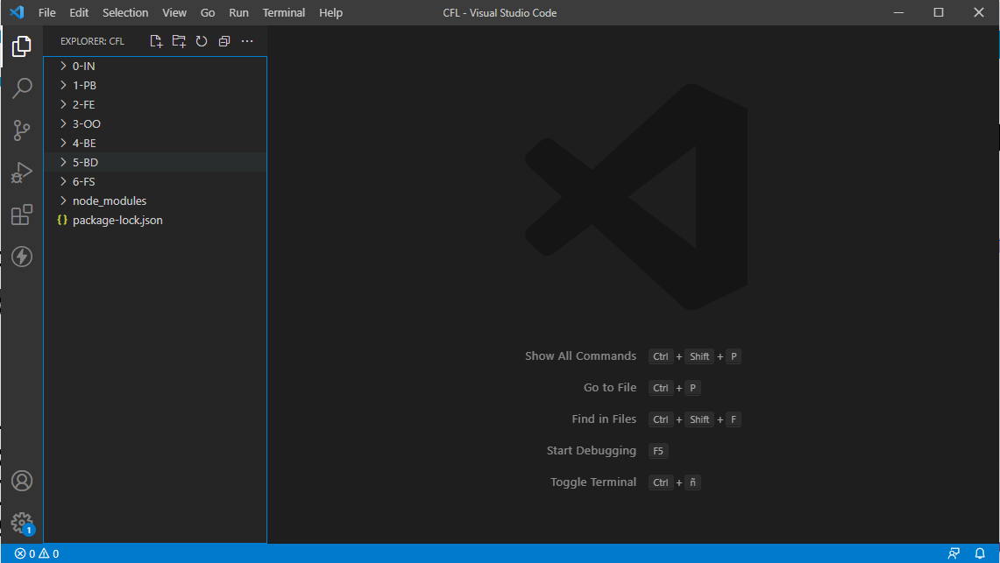 File Edit Selection View Go Run Terminal Help CFL - Visual Studio Code
EXPLORER: CFL
0-IN
1-PB
2-FE
3-OO
4-BE
5-BD
6-FS
node_modules
{} package-lock.json
Show All Commands Ctrl + Shift + P
Go to File Ctrl + P
Find in Files Ctrl + Shift + F
Start Debugging F5
Toggle Terminal Ctrl + ñ
1
0 0